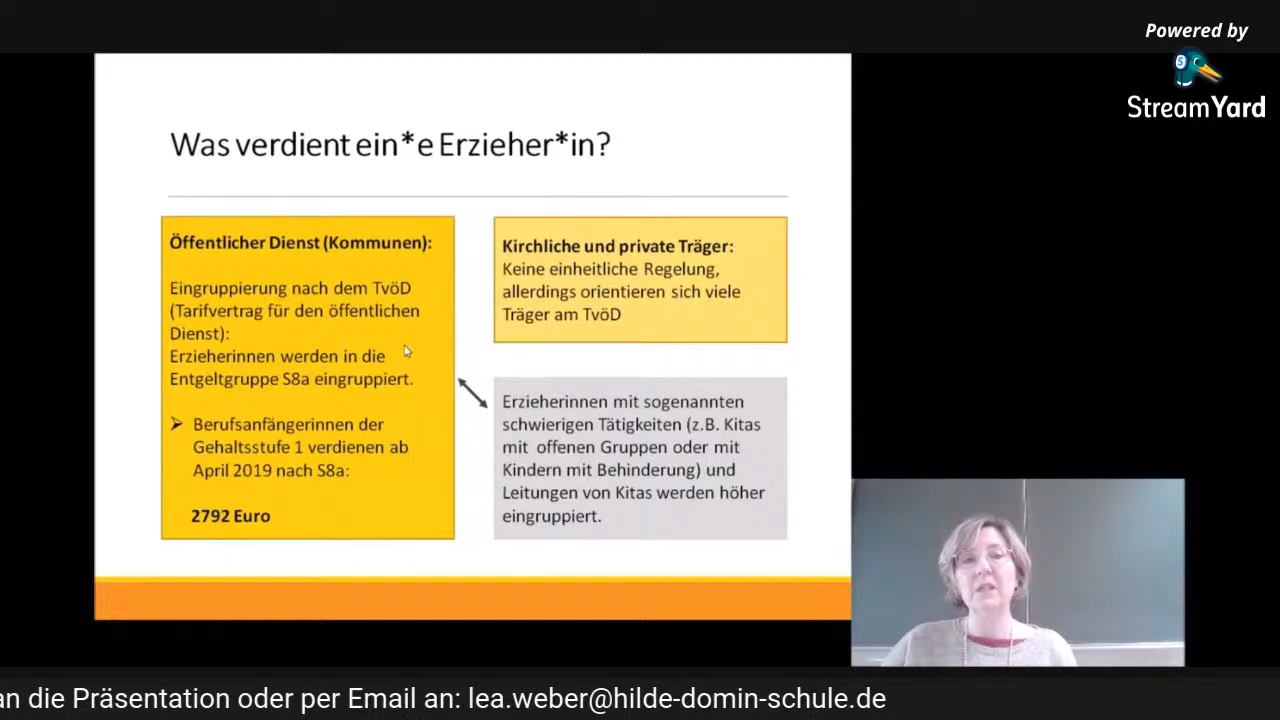 Powered by
StreamYard
Was verdient ein*e Erzieher*in?
Öffentlicher Dienst (Kommunen):
Eingruppierung nach dem TvöD
(Tarifvertrag für den öffentlichen
Dienst):
Erzieherinnen werden in die
Entgeltgruppe S8a eingruppiert.
➢ Berufsanfängerinnen der
Gehaltsstufe 1 verdienen ab
April 2019 nach S8a:
2792 Euro
Kirchliche und private Träger:
Keine einheitliche Regelung,
allerdings orientieren sich viele
Träger am TvöD
Erzieherinnen mit sogenannten
schwierigen Tätigkeiten (z.B. Kitas
mit offenen Gruppen oder mit
Kindern mit Behinderung) und
Leitungen von Kitas werden höher
eingruppiert.
an die Präsentation oder per Email an: lea.weber@hilde-domin-schule.de